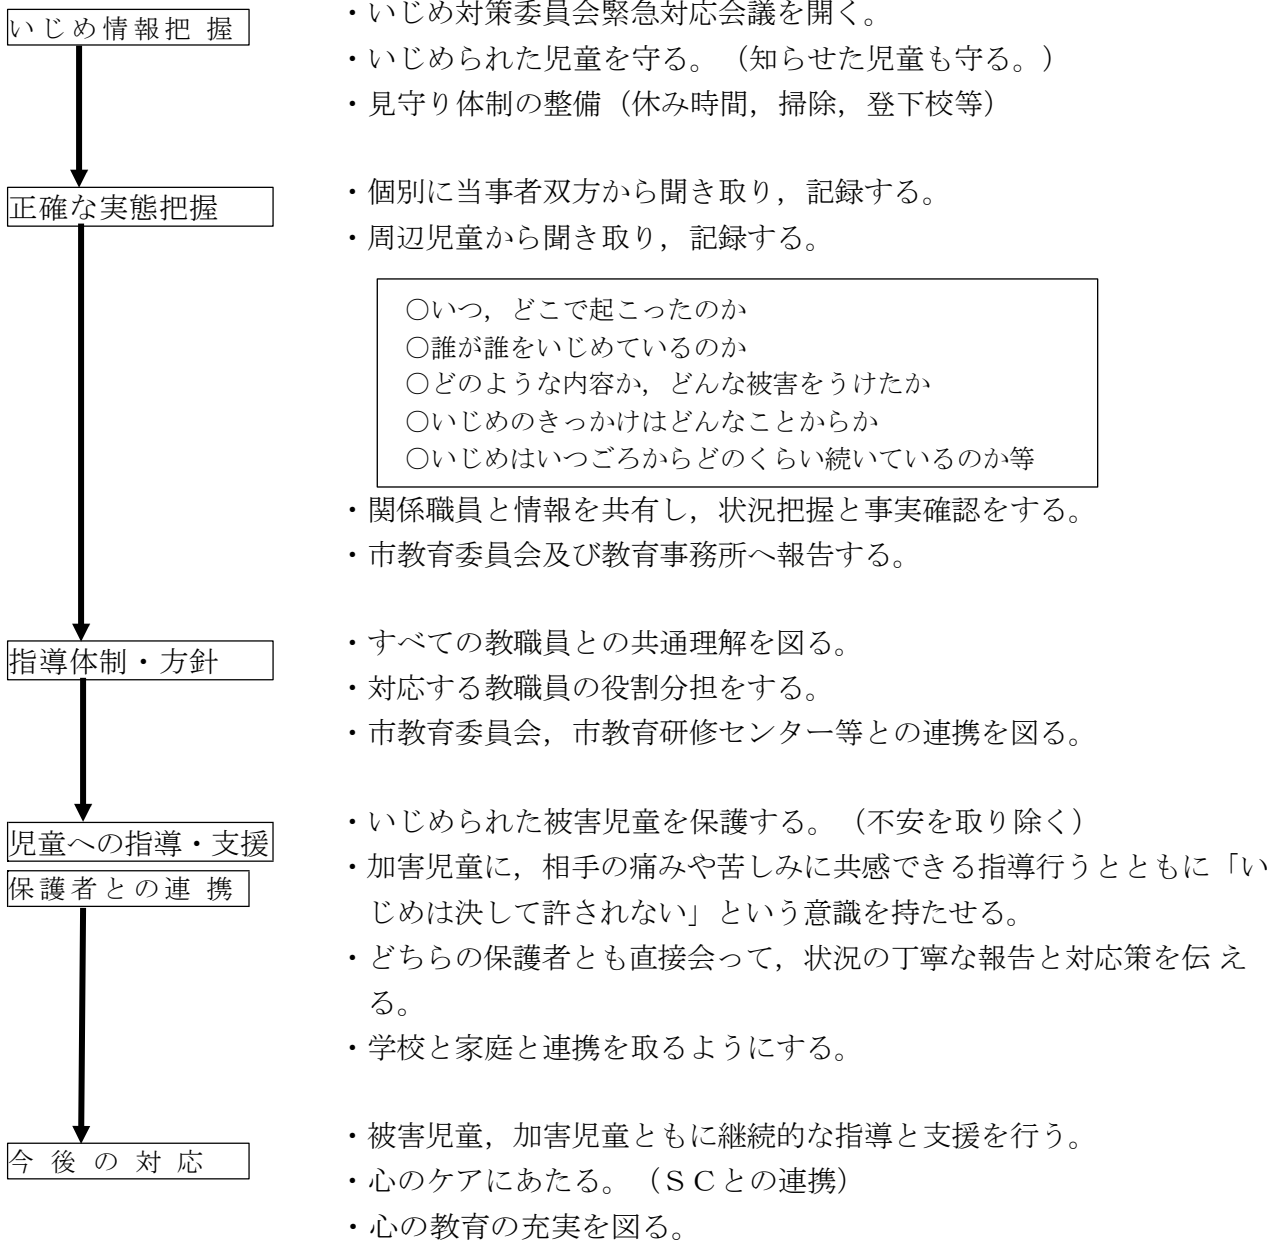 いじめ情報把 握
・いじめ対策委員会緊急対応会議を開く。
・いじめられた児童を守る。（知らせた児童も守る。）
・見守り体制の整備（休み時間，掃除，登下校等）
正確な実態把握
・個別に当事者双方から聞き取り，記録する。
・周辺児童から聞き取り，記録する。
○いつ，どこで起こったのか
○誰が誰をいじめているのか
○どのような内容か，どんな被害をうけたか
○いじめのきっかけはどんなことからか
○いじめはいつごろからどのくらい続いているのか等
・関係職員と情報を共有し，状況把握と事実確認をする。
・市教育委員会及び教育事務所へ報告する。
指導体制・方針
・すべての教職員との共通理解を図る。
・対応する教職員の役割分担をする。
・市教育委員会，市教育研修センター等との連携を図る。
児童への指導・支援
保護者との連 携
・いじめられた被害児童を保護する。（不安を取り除く）
・加害児童に，相手の痛みや苦しみに共感できる指導行うとともに「い
じめは決して許されない」という意識を持たせる。
・どちらの保護者とも直接会って，状況の丁寧な報告と対応策を伝 え
る。
・学校と家庭と連携を取るようにする。
今 後 の 対 応
・被害児童，加害児童ともに継続的な指導と支援を行う。
・心のケアにあたる。（ＳＣとの連携）
・心の教育の充実を図る。